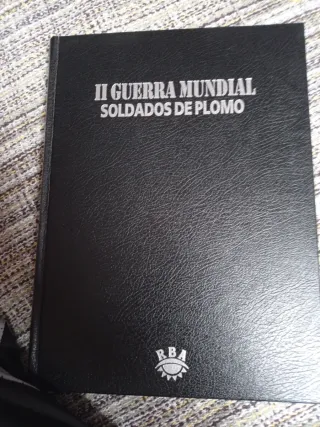 II GUERRA MUNDIAL
SOLDADOS DE PLOMO
RBA